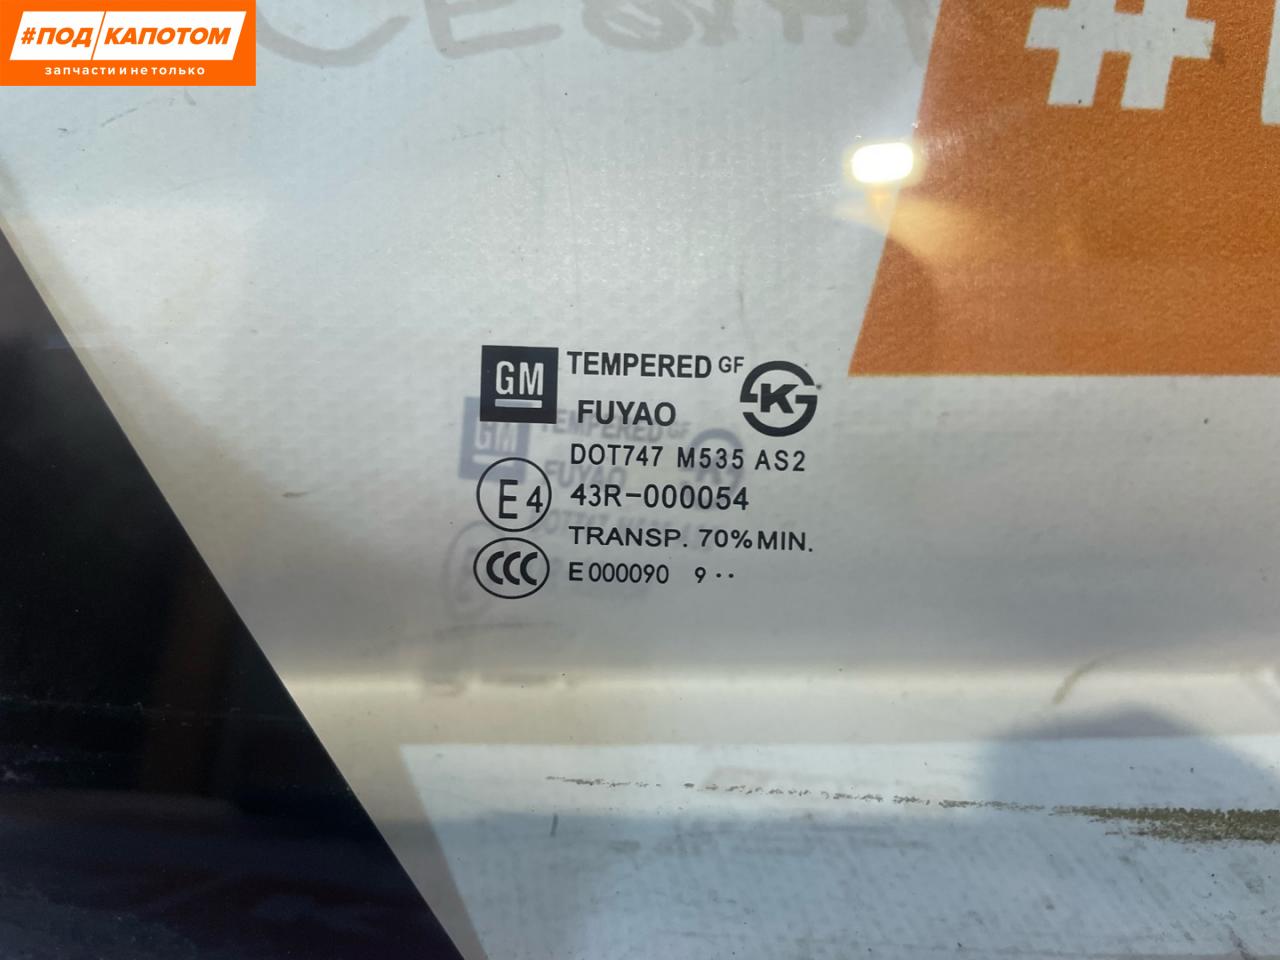 #ПОД КАПОТОМ
запчасти и не только
#
GM
TEMPERED GF
FUYAO
DOT747 M535 AS2
E4 43R-000054
TRANSP. 70% MIN.
CCC E000090 9 ··